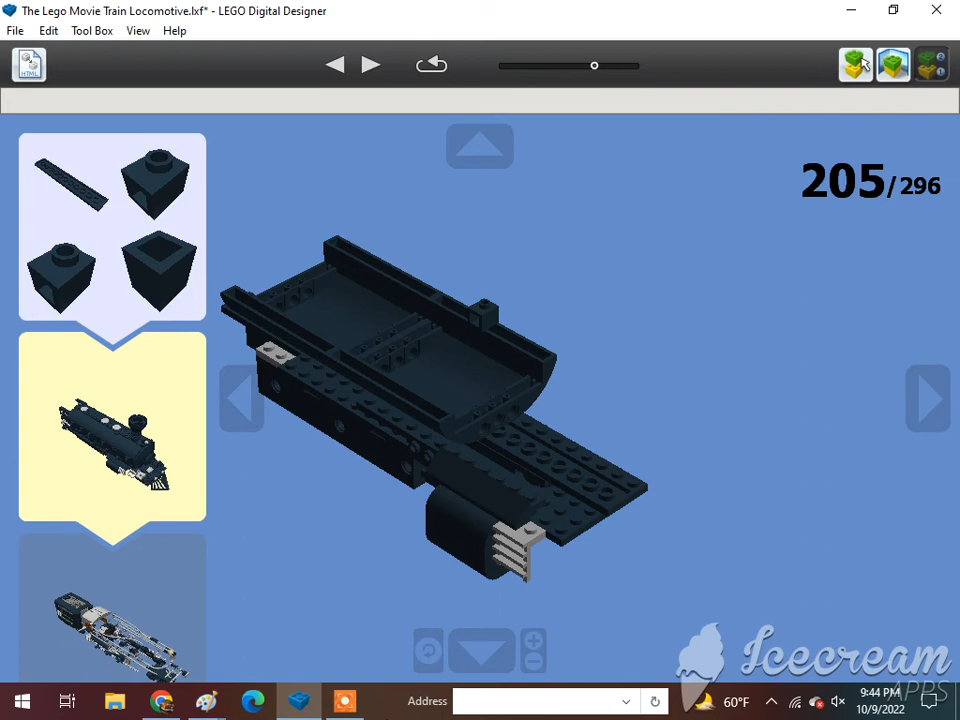 The Lego Movie Train Locomotive.lxf* - LEGO Digital Designer
File Edit Tool Box View Help
HTML
205/296
Icecream
APPS
Address
60°F
9:44 PM
10/9/2022